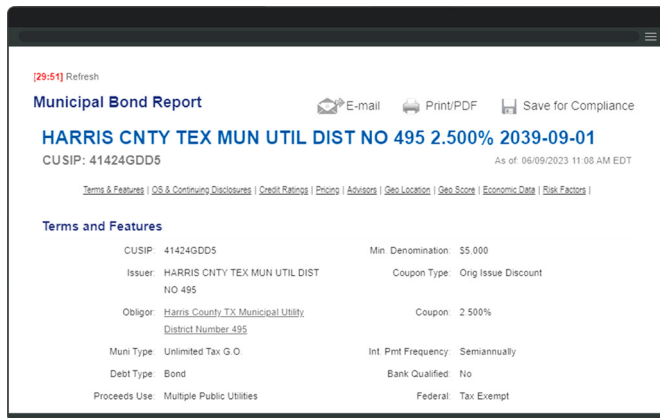 [29:51] Refresh
Municipal Bond Report
E-mail Print/PDF Save for Compliance
HARRIS CNTY TEX MUN UTIL DIST NO 495 2.500% 2039-09-01
CUSIP: 41424GDD5
As of: 06/09/2023 11:08 AM EDT
Terms & Features | OS & Continuing Disclosures | Credit Ratings | Pricing | Advisors | Geo Location | Geo Score | Economic Data | Risk Factors |
Terms and Features
CUSIP: 41424GDD5 Min. Denomination: $5,000
Issuer: HARRIS CNTY TEX MUN UTIL DIST Coupon Type: Orig Issue Discount
NO 495
Obligor: Harris County TX Municipal Utility Coupon: 2.500%
District Number 495
Muni Type: Unlimited Tax G.O. Int. Pmt Frequency: Semiannually
Debt Type: Bond Bank Qualified: No
Proceeds Use: Multiple Public Utilities Federal: Tax Exempt